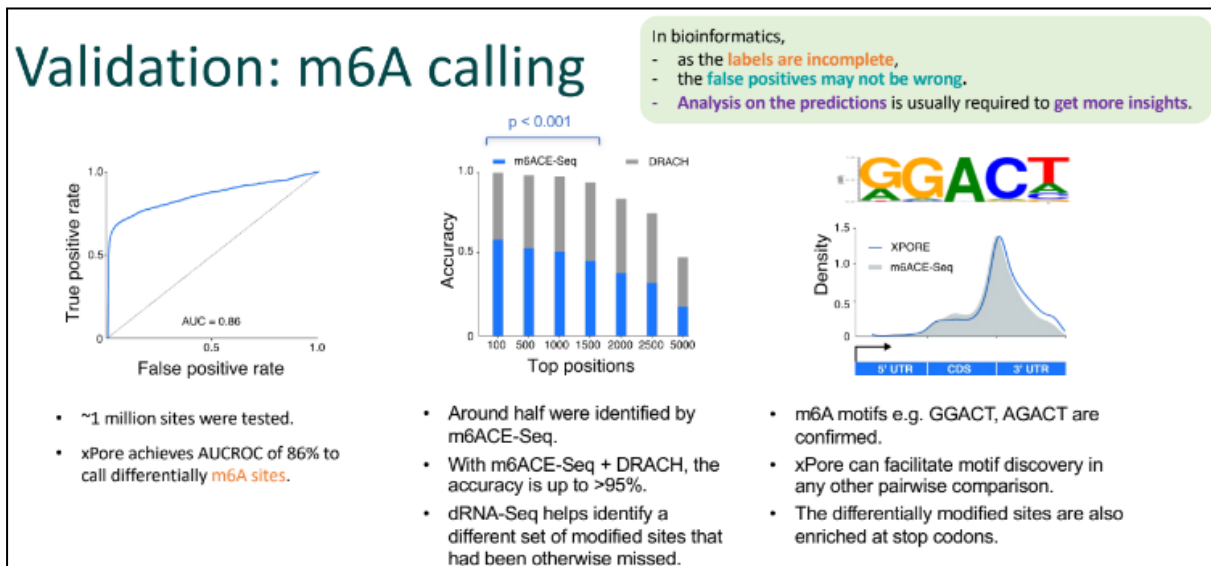 Validation: m6A calling
In bioinformatics,
- as the labels are incomplete,
- the false positives may not be wrong.
- Analysis on the predictions is usually required to get more insights.
True positive rate
1.0
0.5
0
AUC = 0.86
0.5
1.0
False positive rate
p < 0.001
m6ACE-Seq
DRACH
Accuracy
1.0
0.5
0
100 500 1000 1500 2000 2500 5000
Top positions
GGACT
Density
1.5
1.0
0.5
0
XPORE
m6ACE-Seq
5' UTR CDS 3' UTR
• ~1 million sites were tested.
• xPore achieves AUCROC of 86% to
call differentially m6A sites.
• Around half were identified by
m6ACE-Seq.
• With m6ACE-Seq + DRACH, the
accuracy is up to >95%.
• dRNA-Seq helps identify a
different set of modified sites that
had been otherwise missed.
• m6A motifs e.g. GGACT, AGACT are
confirmed.
• xPore can facilitate motif discovery in
any other pairwise comparison.
• The differentially modified sites are also
enriched at stop codons.